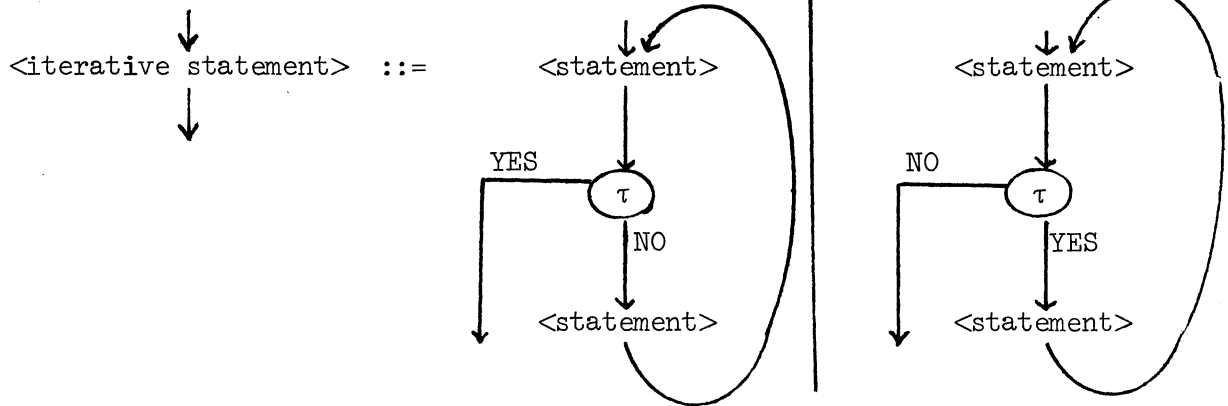 <iterative statement> ::= <statement> <statement>
YES NO
τ τ
NO YES
<statement> <statement>